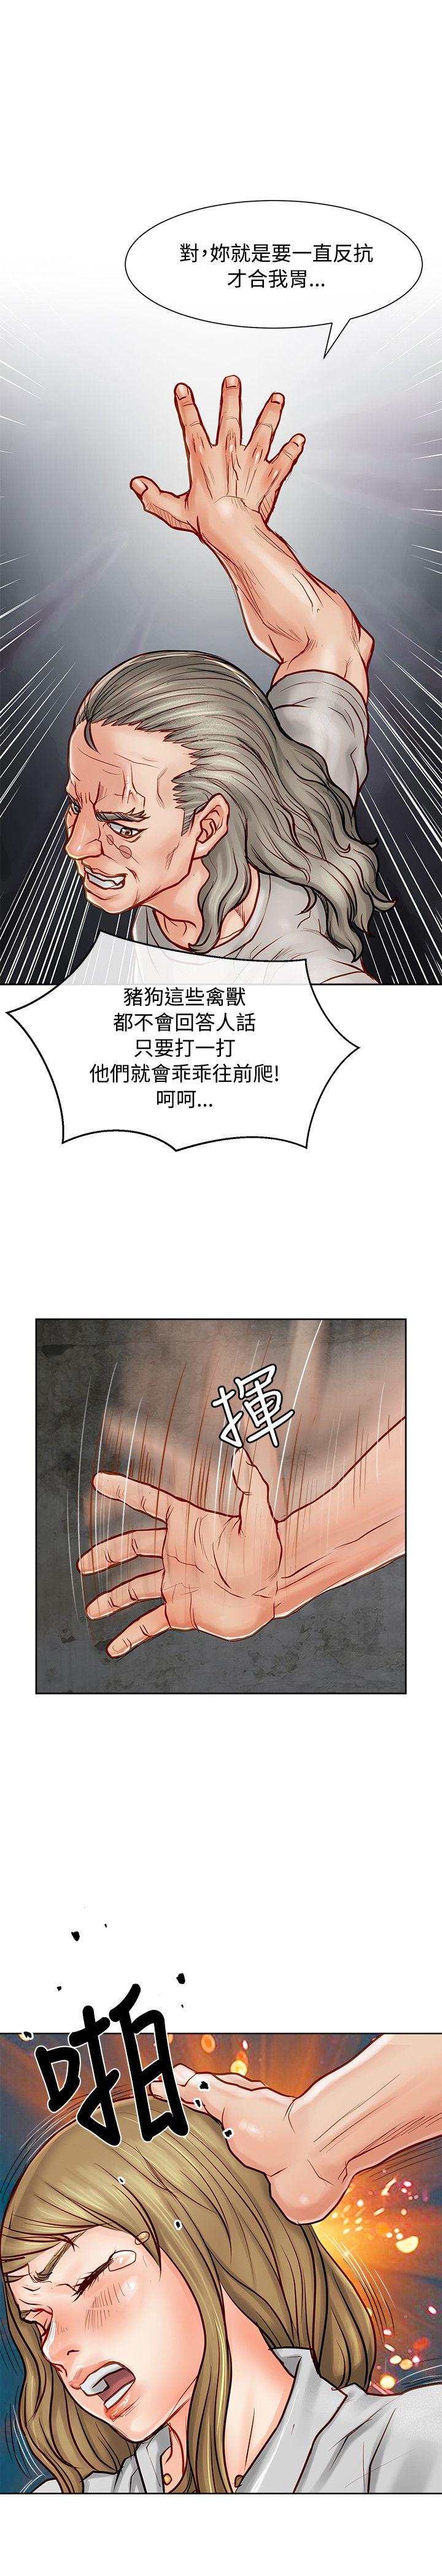 對,妳就是要一直反抗
才合我胃...
豬狗這些禽獸
都不會回答人話
只要打一打
他們就會乖乖往前爬!
呵呵...
揮
啪